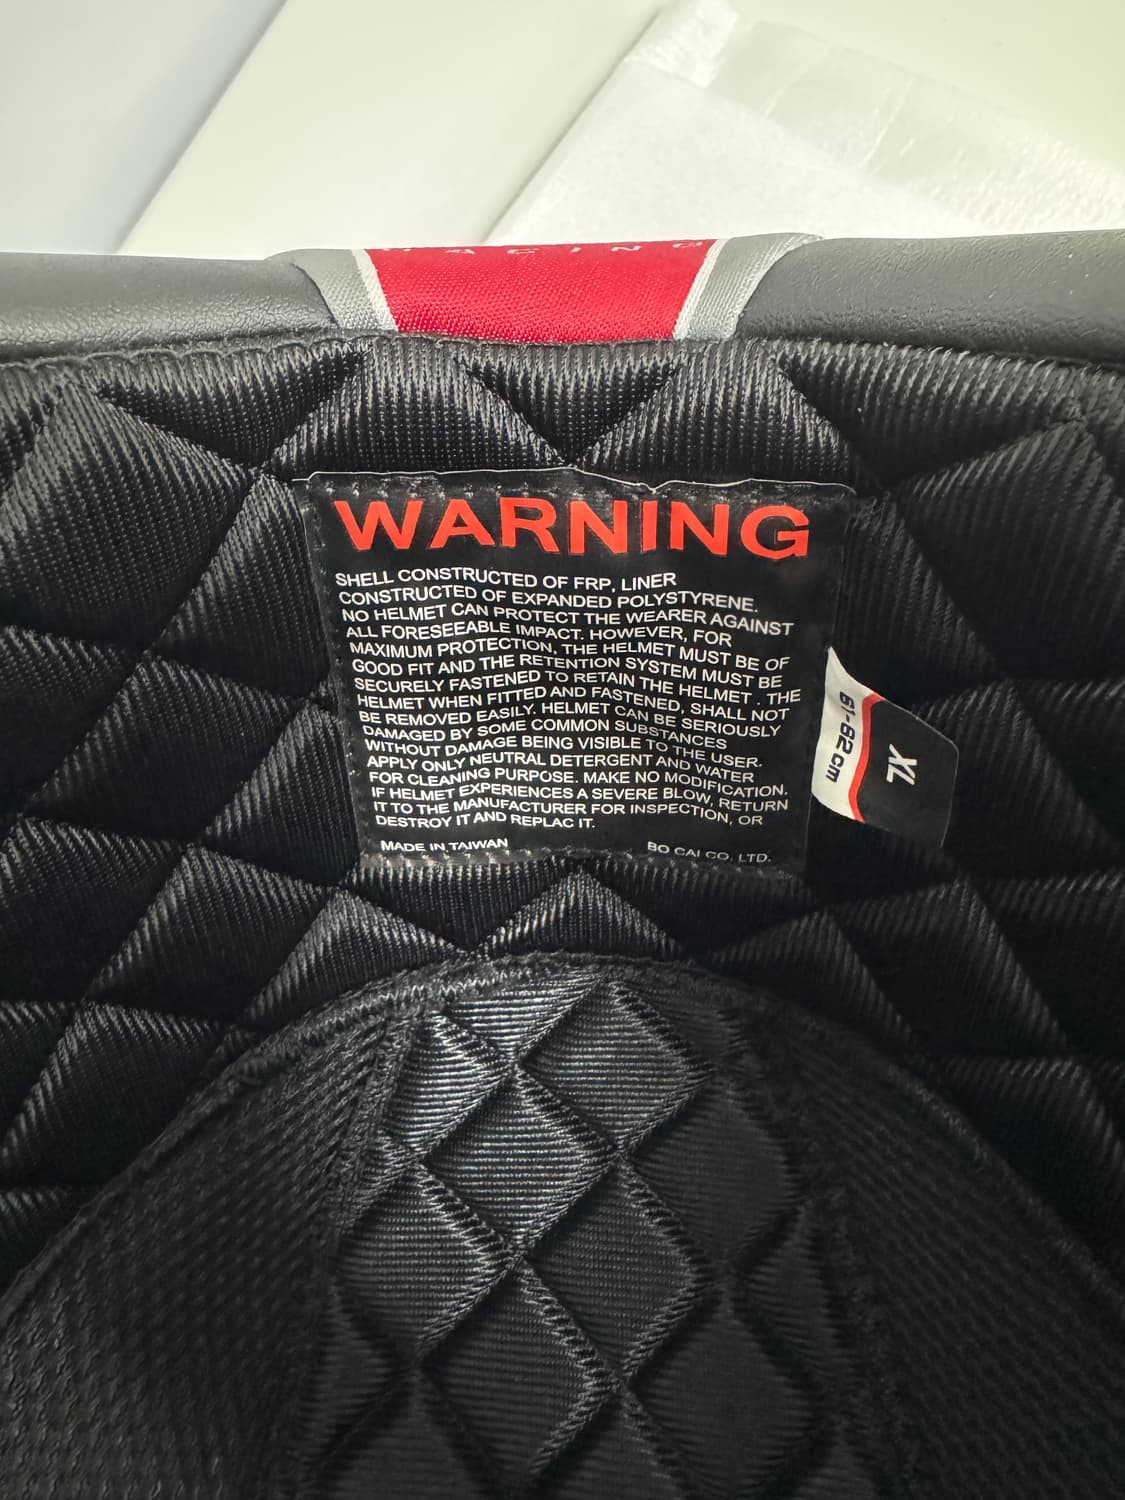 WARNING
SHELL CONSTRUCTED OF FRP, LINER
CONSTRUCTED OF EXPANDED POLYSTYRENE.
NO HELMET CAN PROTECT THE WEARER AGAINST
ALL FORESEEABLE IMPACT. HOWEVER, FOR
MAXIMUM PROTECTION, THE HELMET MUST BE OF
GOOD FIT AND THE RETENTION SYSTEM MUST BE
SECURELY FASTENED TO RETAIN THE HELMET . THE
HELMET WHEN FITTED AND FASTENED, SHALL NOT
BE REMOVED EASILY. HELMET CAN BE SERIOUSLY
DAMAGED BY SOME COMMON SUBSTANCES
WITHOUT DAMAGE BEING VISIBLE TO THE USER.
APPLY ONLY NEUTRAL DETERGENT AND WATER
FOR CLEANING PURPOSE. MAKE NO MODIFICATION.
IF HELMET EXPERIENCES A SEVERE BLOW, RETURN
IT TO THE MANUFACTURER FOR INSPECTION, OR
DESTROY IT AND REPLAC IT.
MADE IN TAIWAN BO CAI CO. LTD.
XL
61-62cm